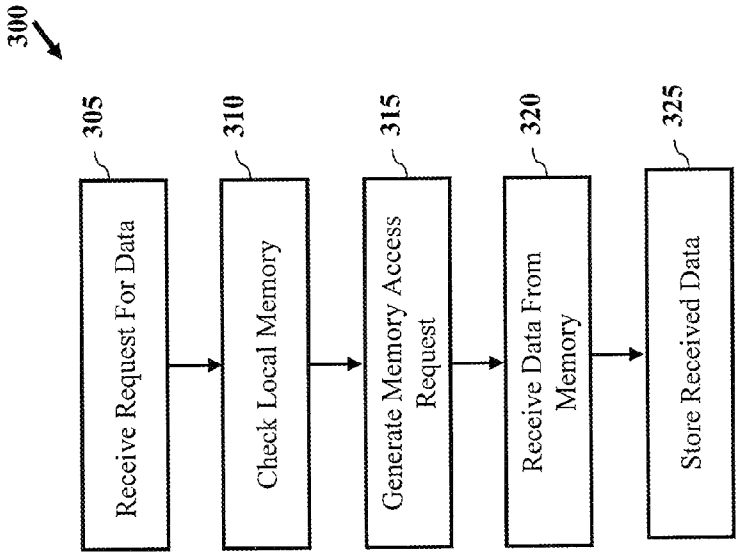 300
305
Receive Request For Data
310
Check Local Memory
315
Generate Memory Access
Request
320
Receive Data From
Memory
325
Store Received Data